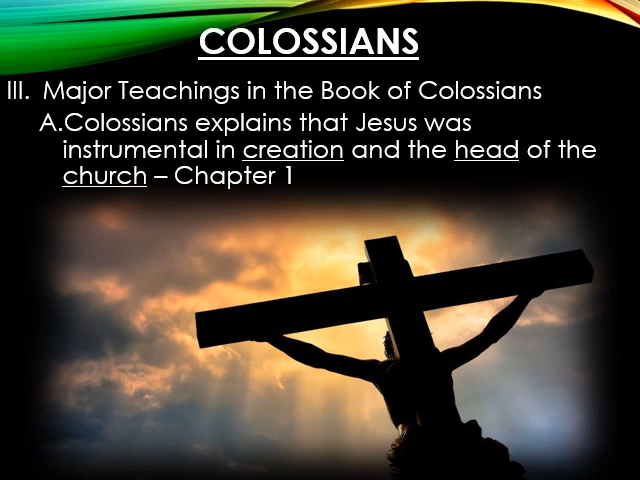 COLOSSIANS
III.  Major Teachings in the Book of Colossians
A.Colossians explains that Jesus was
instrumental in creation and the head of the
church – Chapter 1